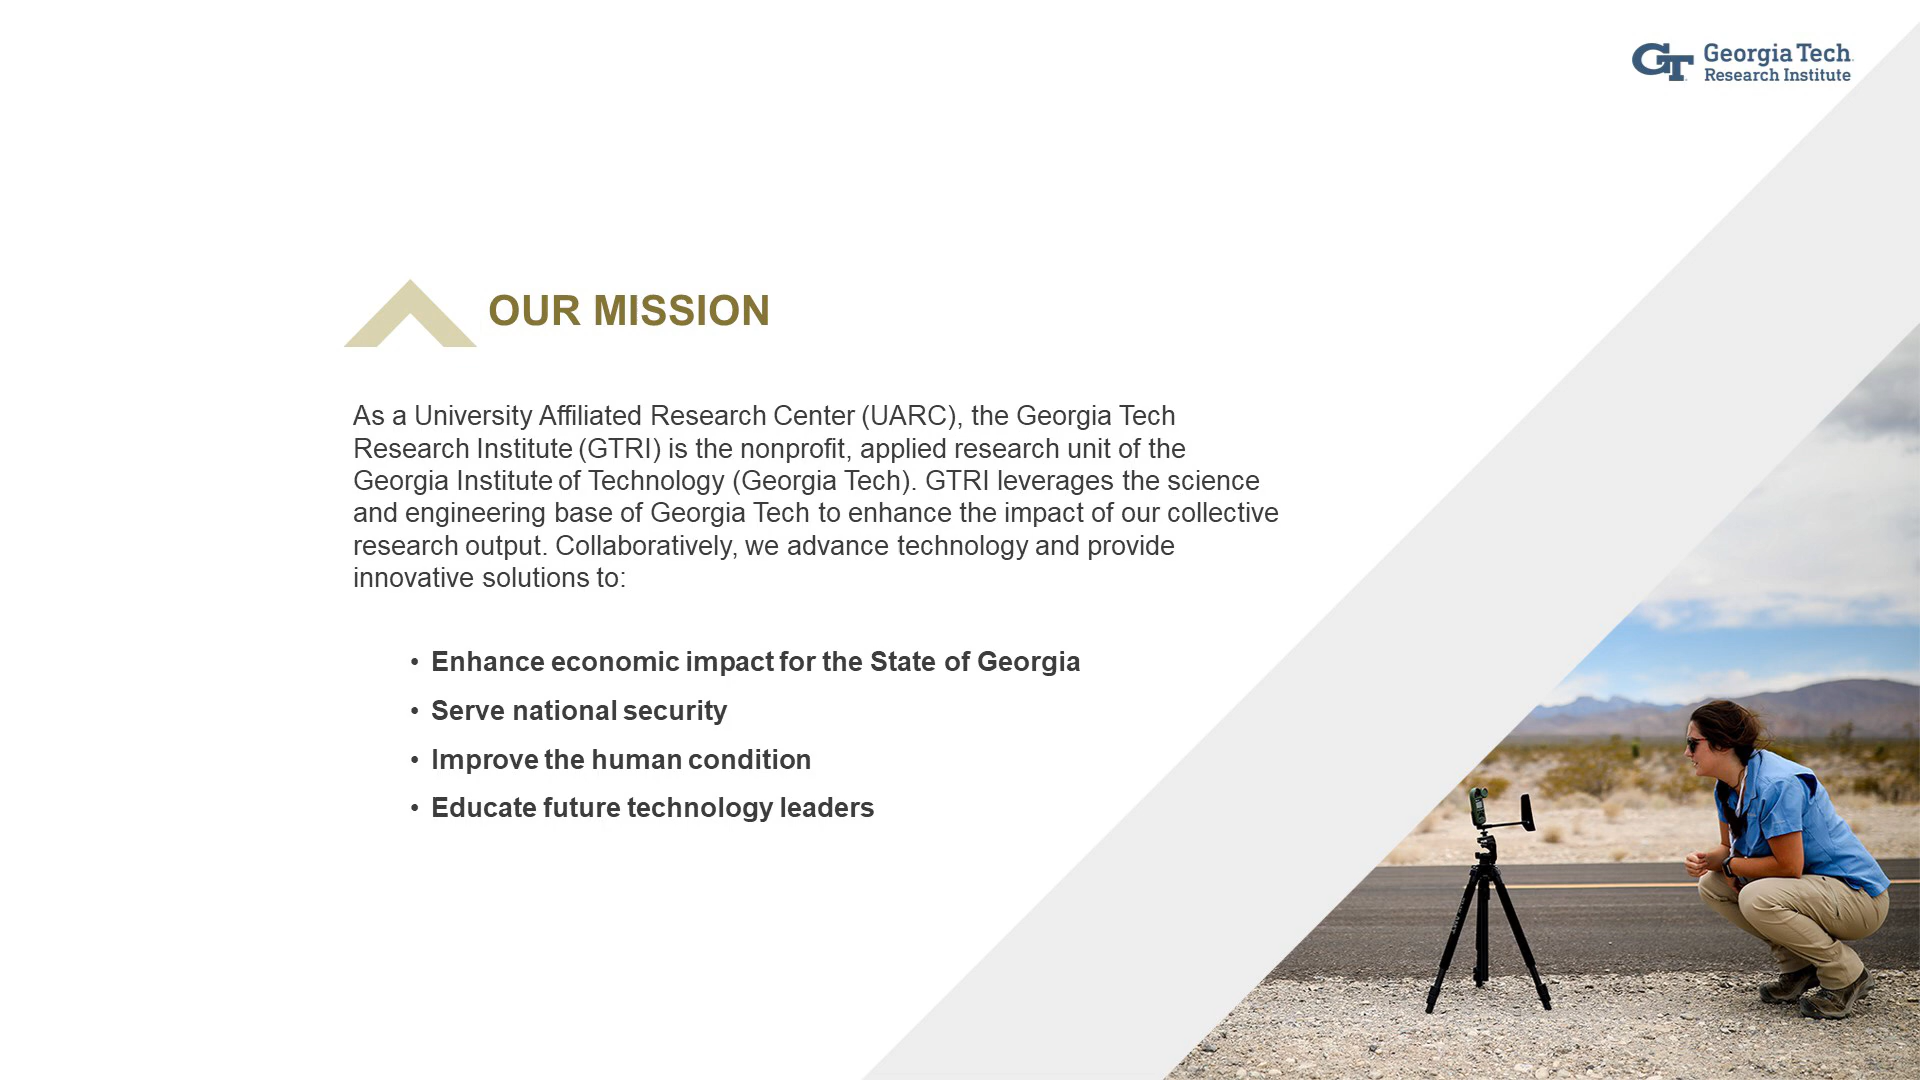 GT Georgia Tech
Research Institute
OUR MISSION
As a University Affiliated Research Center (UARC), the Georgia Tech
Research Institute (GTRI) is the nonprofit, applied research unit of the
Georgia Institute of Technology (Georgia Tech). GTRI leverages the science
and engineering base of Georgia Tech to enhance the impact of our collective
research output. Collaboratively, we advance technology and provide
innovative solutions to:
• Enhance economic impact for the State of Georgia
• Serve national security
• Improve the human condition
• Educate future technology leaders